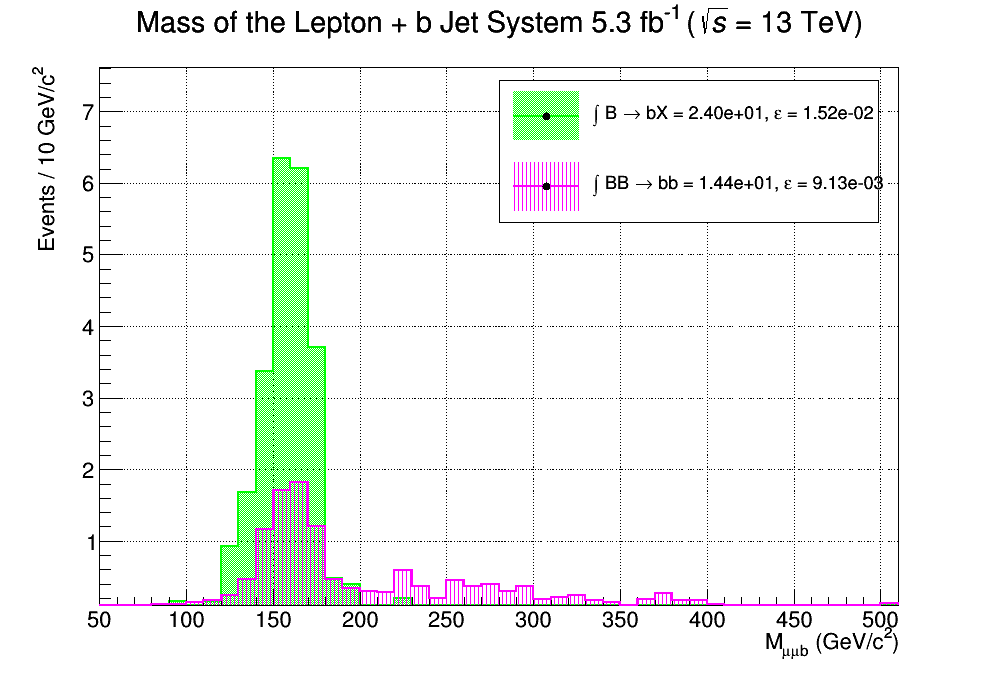 Mass of the Lepton + b Jet System 5.3 fb⁻¹ (√s = 13 TeV)
Events / 10 GeV/c²
∫ B → bX = 2.40e+01, ε = 1.52e-02
∫ BB → bb = 1.44e+01, ε = 9.13e-03
7
6
5
4
3
2
1
50 100 150 200 250 300 350 400 450 500
M_μμb (GeV/c²)